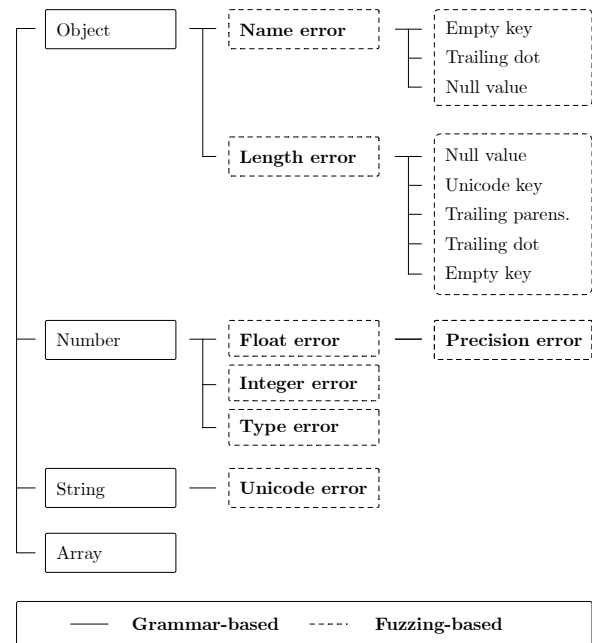 Object
Name error
Empty key
Trailing dot
Null value
Length error
Null value
Unicode key
Trailing parens.
Trailing dot
Empty key
Number
Float error
Precision error
Integer error
Type error
String
Unicode error
Array
Grammar-based
Fuzzing-based